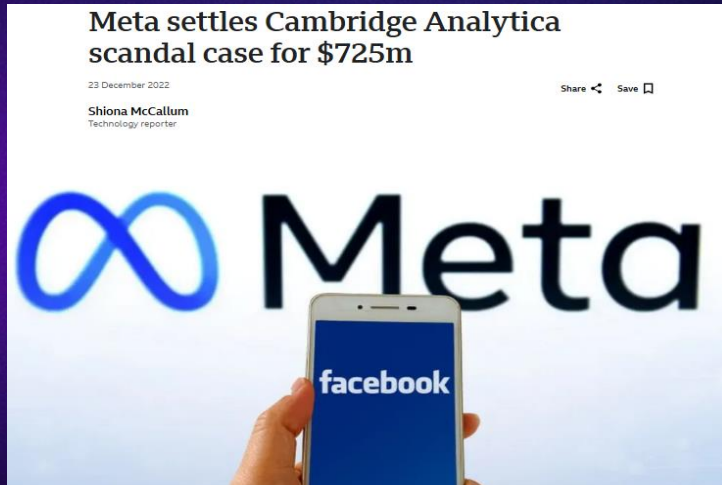 Meta settles Cambridge Analytica
scandal case for $725m
23 December 2022
Share
Save
Shiona McCallum
Technology reporter
Meta
facebook